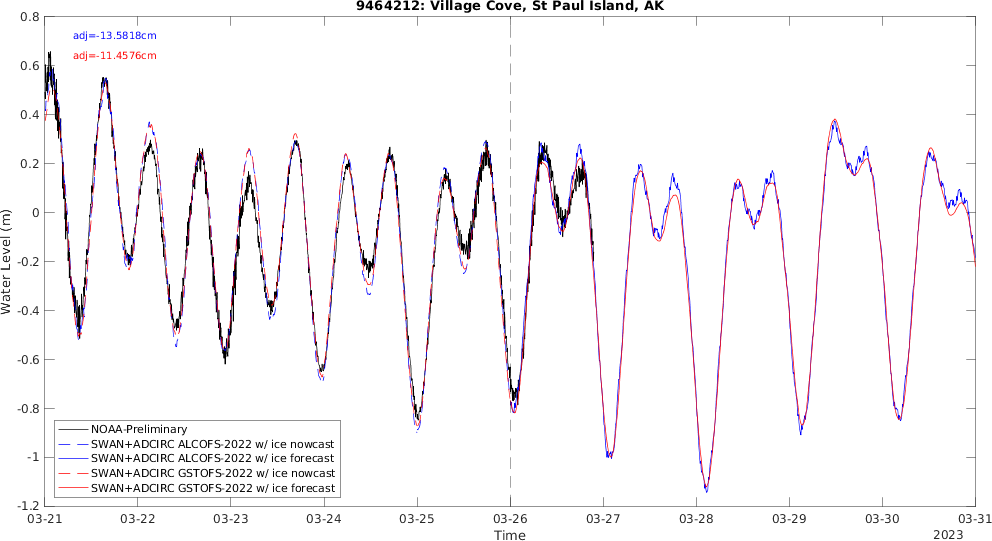 9464212: Village Cove, St Paul Island, AK
adj=-13.5818cm
adj=-11.4576cm
0.8
0.6
0.4
0.2
0
-0.2
-0.4
-0.6
-0.8
-1
-1.2
Water Level (m)
NOAA-Preliminary
SWAN+ADCIRC ALCOFS-2022 w/ ice nowcast
SWAN+ADCIRC ALCOFS-2022 w/ ice forecast
SWAN+ADCIRC GSTOFS-2022 w/ ice nowcast
SWAN+ADCIRC GSTOFS-2022 w/ ice forecast
03-21 03-22 03-23 03-24 03-25 03-26 03-27 03-28 03-29 03-30 03-31
Time
2023